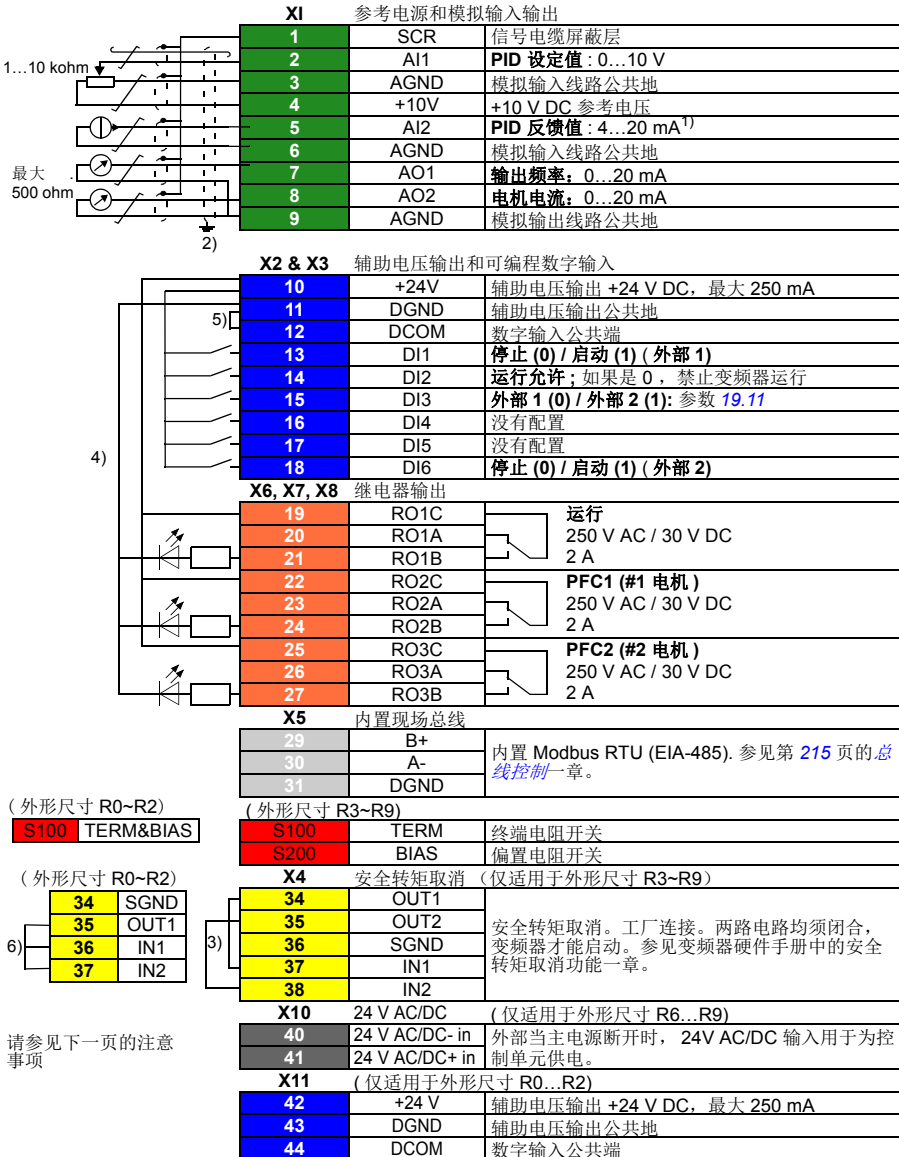 XI 参考电源和模拟输入输出
1 SCR 信号电缆屏蔽层
1…10 kohm
2 AI1 PID 设定值 : 0…10 V
3 AGND 模拟输入线路公共地
4 +10V +10 V DC 参考电压
5 AI2 PID 反馈值 : 4…20 mA1)
6 AGND 模拟输入线路公共地
最大
500 ohm
7 AO1 输出频率：0…20 mA
8 AO2 电机电流：0…20 mA
9 AGND 模拟输出线路公共地
2)
X2 & X3 辅助电压输出和可编程数字输入
10 +24V 辅助电压输出 +24 V DC，最大 250 mA
11 DGND 辅助电压输出公共地
5)
12 DCOM 数字输入公共端
13 DI1 停止 (0) / 启动 (1) ( 外部 1)
14 DI2 运行允许 ; 如果是 0 ，禁止变频器运行
15 DI3 外部 1 (0) / 外部 2 (1): 参数 19.11
16 DI4 没有配置
17 DI5 没有配置
4)
18 DI6 停止 (0) / 启动 (1) ( 外部 2)
X6, X7, X8 继电器输出
19 RO1C 运行
20 RO1A 250 V AC / 30 V DC
21 RO1B 2 A
22 RO2C PFC1 (#1 电机 )
23 RO2A 250 V AC / 30 V DC
24 RO2B 2 A
25 RO3C PFC2 (#2 电机 )
26 RO3A 250 V AC / 30 V DC
27 RO3B 2 A
X5 内置现场总线
29 B+
30 A-
31 DGND
内置 Modbus RTU (EIA-485). 参见第 215 页的总
线控制一章。
( 外形尺寸 R0~R2)
S100 TERM&BIAS
( 外形尺寸 R3~R9)
S100 TERM 终端电阻开关
S200 BIAS 偏置电阻开关
X4 安全转矩取消 （仅适用于外形尺寸 R3~R9）
( 外形尺寸 R0~R2)
34 SGND
35 OUT1
36 IN1
37 IN2
6)
3)
34 OUT1
35 OUT2
36 SGND
37 IN1
38 IN2
安全转矩取消。工厂连接。两路电路均须闭合，
变频器才能启动。参见变频器硬件手册中的安全
转矩取消功能一章。
X10 24 V AC/DC ( 仅适用于外形尺寸 R6…R9)
40 24 V AC/DC- in
41 24 V AC/DC+ in
外部当主电源断开时， 24V AC/DC 输入用于为控
制单元供电。
请参见下一页的注意
事项
X11 ( 仅适用于外形尺寸 R0…R2)
42 +24 V 辅助电压输出 +24 V DC，最大 250 mA
43 DGND 辅助电压输出公共地
44 DCOM 数字输入公共端